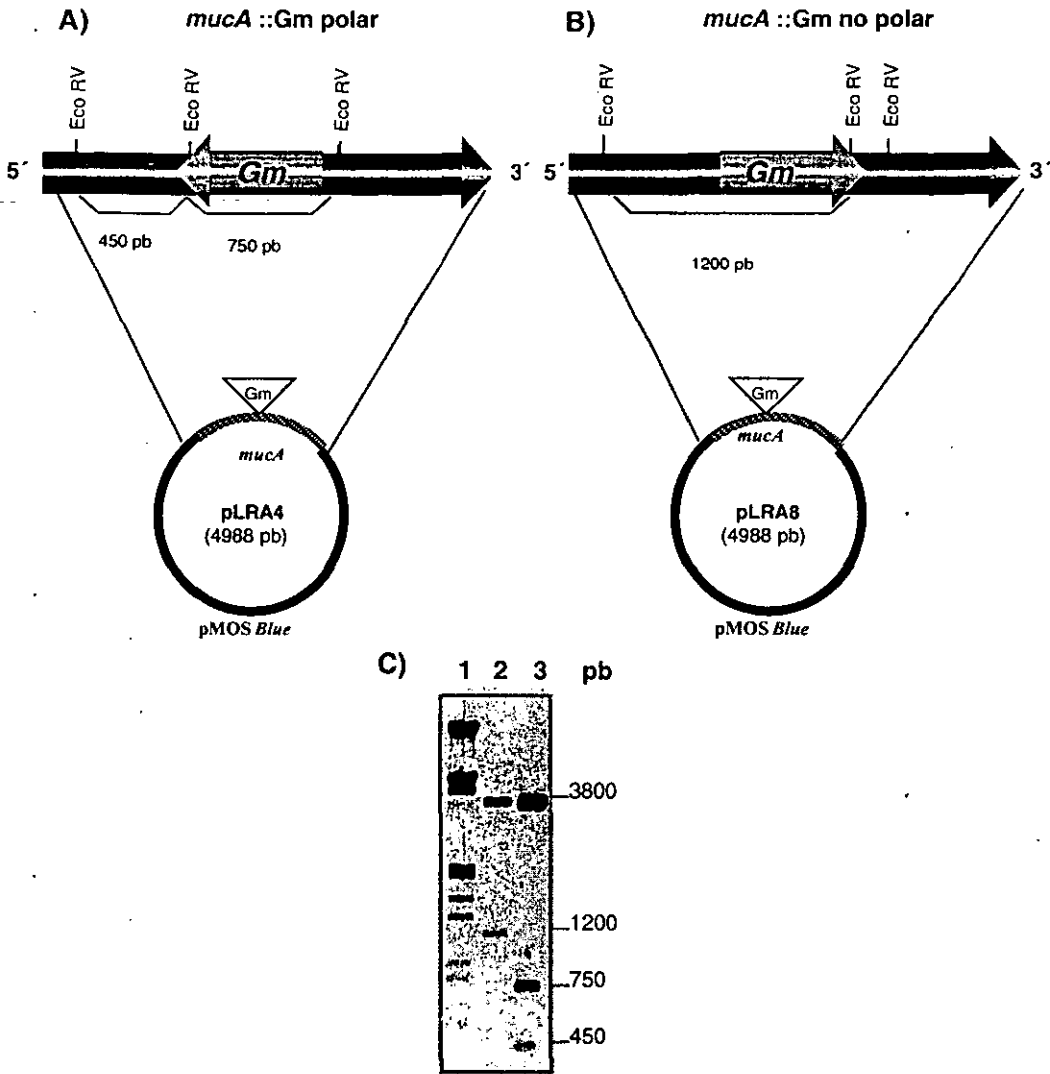 A) mucA ::Gm polar
B) mucA ::Gm no polar
Eco RV
Eco RV
Eco RV
Eco RV
Eco RV
Eco RV
5´ Gm 3´
5´ Gm 3´
450 pb
750 pb
1200 pb
Gm
mucA
pLRA4
(4988 pb)
pMOS Blue
Gm
mucA
pLRA8
(4988 pb)
pMOS Blue
C) 1 2 3 pb
3800
1200
750
450